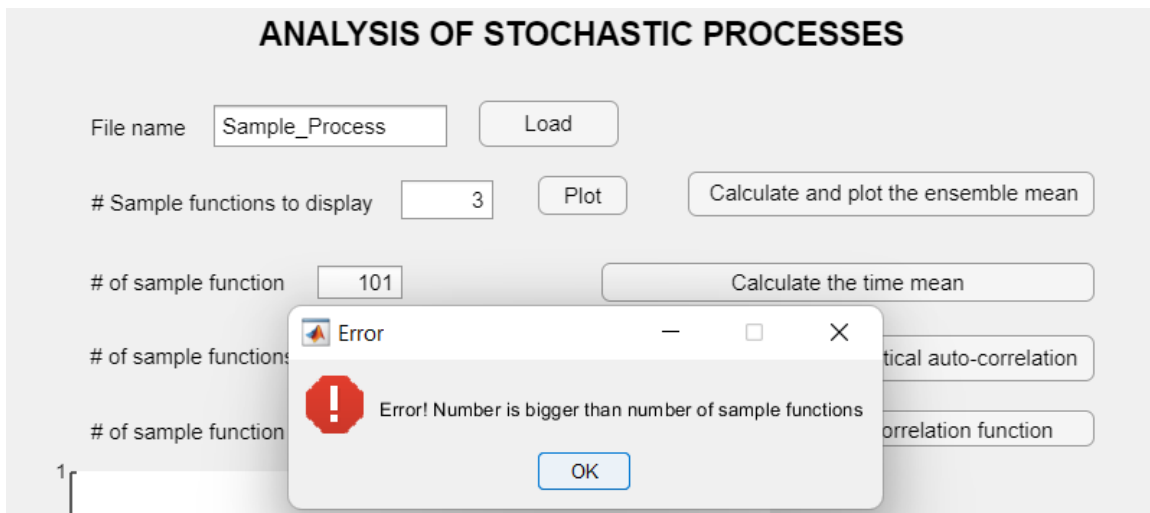 ANALYSIS OF STOCHASTIC PROCESSES
File name Sample_Process Load
# Sample functions to display 3 Plot Calculate and plot the ensemble mean
# of sample function 101 Calculate the time mean
Error
# of sample functions tical auto-correlation
Error! Number is bigger than number of sample functions
# of sample function orrelation function
OK
1